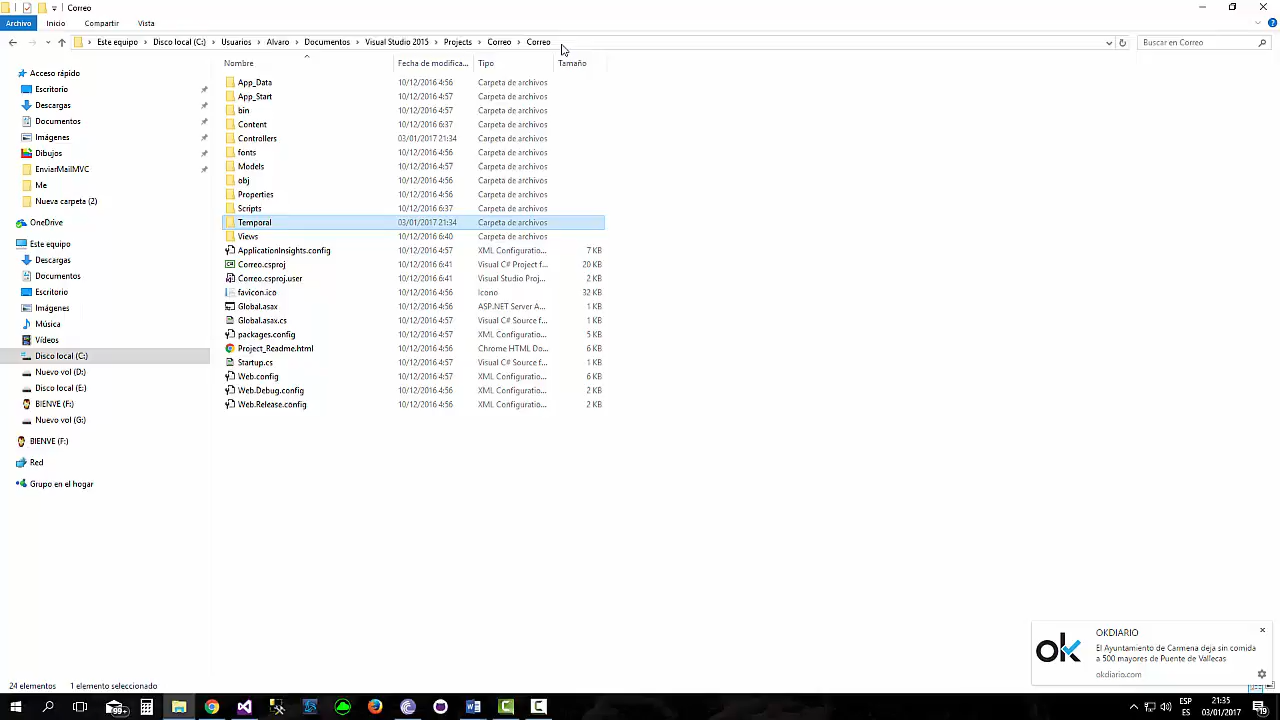 Correo
Archivo Inicio Compartir Vista
Este equipo Disco local (C:) Usuarios Alvaro Documentos Visual Studio 2015 Projects Correo Correo
Buscar en Correo
Nombre Fecha de modifica... Tipo Tamaño
Acceso rápido
Escritorio
Descargas
Documentos
Imágenes
Dibujos
EnviarMailMVC
Me
Nueva carpeta (2)
OneDrive
Este equipo
Descargas
Documentos
Escritorio
Imágenes
Música
Vídeos
Disco local (C:)
Nuevo vol (D:)
Disco local (E:)
BIENVE (F:)
Nuevo vol (G:)
BIENVE (F:)
Red
Grupo en el hogar
App_Data 10/12/2016 4:56 Carpeta de archivos
App_Start 10/12/2016 4:57 Carpeta de archivos
bin 10/12/2016 4:57 Carpeta de archivos
Content 10/12/2016 6:37 Carpeta de archivos
Controllers 03/01/2017 21:34 Carpeta de archivos
fonts 10/12/2016 4:56 Carpeta de archivos
Models 10/12/2016 4:57 Carpeta de archivos
obj 10/12/2016 4:56 Carpeta de archivos
Properties 10/12/2016 4:56 Carpeta de archivos
Scripts 10/12/2016 6:37 Carpeta de archivos
Temporal 03/01/2017 21:34 Carpeta de archivos
Views 10/12/2016 6:40 Carpeta de archivos
ApplicationInsights.config 10/12/2016 4:57 XML Configuratio... 7 KB
Correo.csproj 10/12/2016 6:41 Visual C# Project f... 20 KB
Correo.csproj.user 10/12/2016 6:41 Visual Studio Proj... 2 KB
favicon.ico 10/12/2016 4:56 Icono 32 KB
Global.asax 10/12/2016 4:56 ASP.NET Server A... 1 KB
Global.asax.cs 10/12/2016 4:57 Visual C# Source f... 1 KB
packages.config 10/12/2016 4:57 XML Configuratio... 5 KB
Project_Readme.html 10/12/2016 4:56 Chrome HTML Do... 6 KB
Startup.cs 10/12/2016 4:57 Visual C# Source f... 1 KB
Web.config 10/12/2016 4:57 XML Configuratio... 6 KB
Web.Debug.config 10/12/2016 4:56 XML Configuratio... 2 KB
Web.Release.config 10/12/2016 4:56 XML Configuratio... 2 KB
ok
OKDIARIO
El Ayuntamiento de Carmena deja sin comida
a 500 mayores de Puente de Vallecas
okdiario.com
24 elementos 1 elemento seleccionado
99+
ESP
ES
21:35
03/01/2017
19